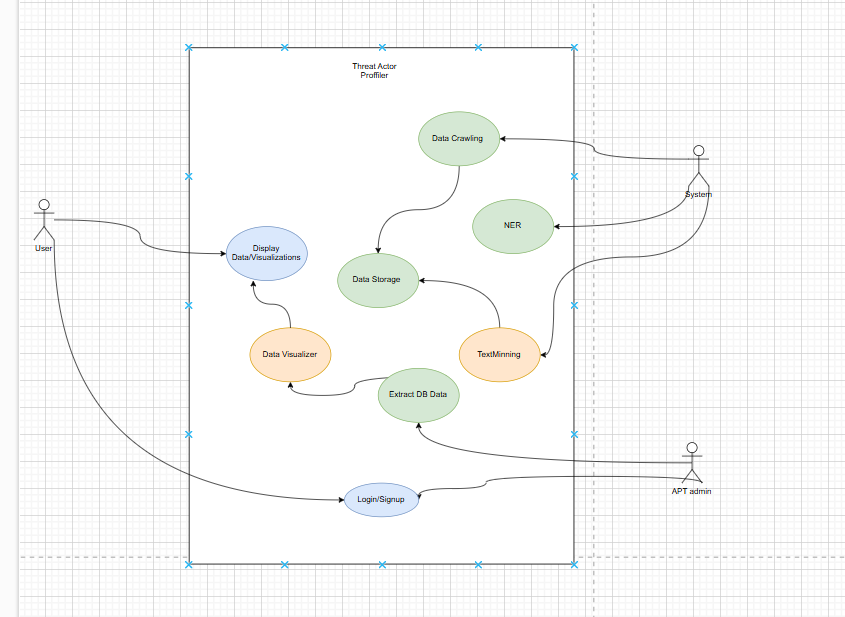 Threat Actor
Proffiler
Data Crawling
System
NER
User
Display
Data/Visualizations
Data Storage
Data Visualizer
TextMinning
Extract DB Data
APT admin
Login/Signup